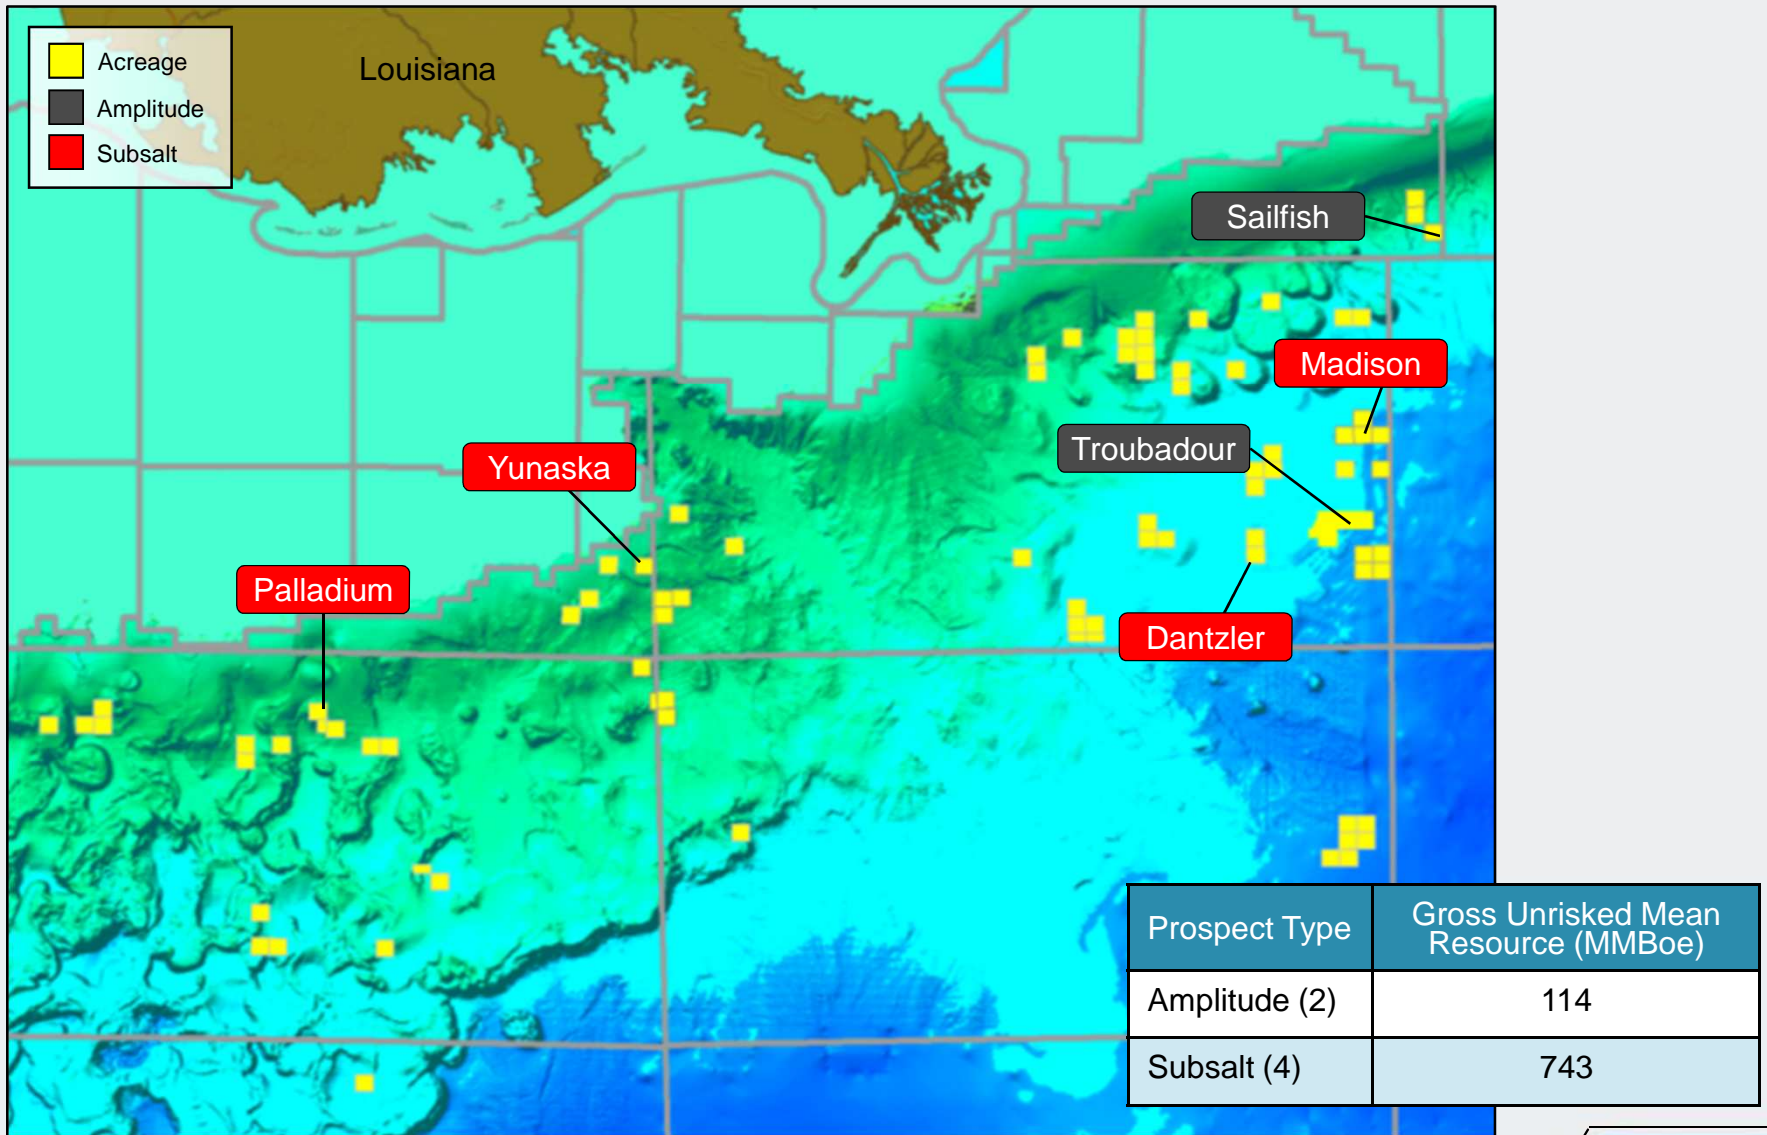 Acreage
Amplitude
Subsalt
Louisiana
Sailfish
Madison
Troubadour
Yunaska
Palladium
Dantzler
Prospect Type
Gross Unrisked Mean
Resource (MMBoe)
Amplitude (2)
114
Subsalt (4)
743